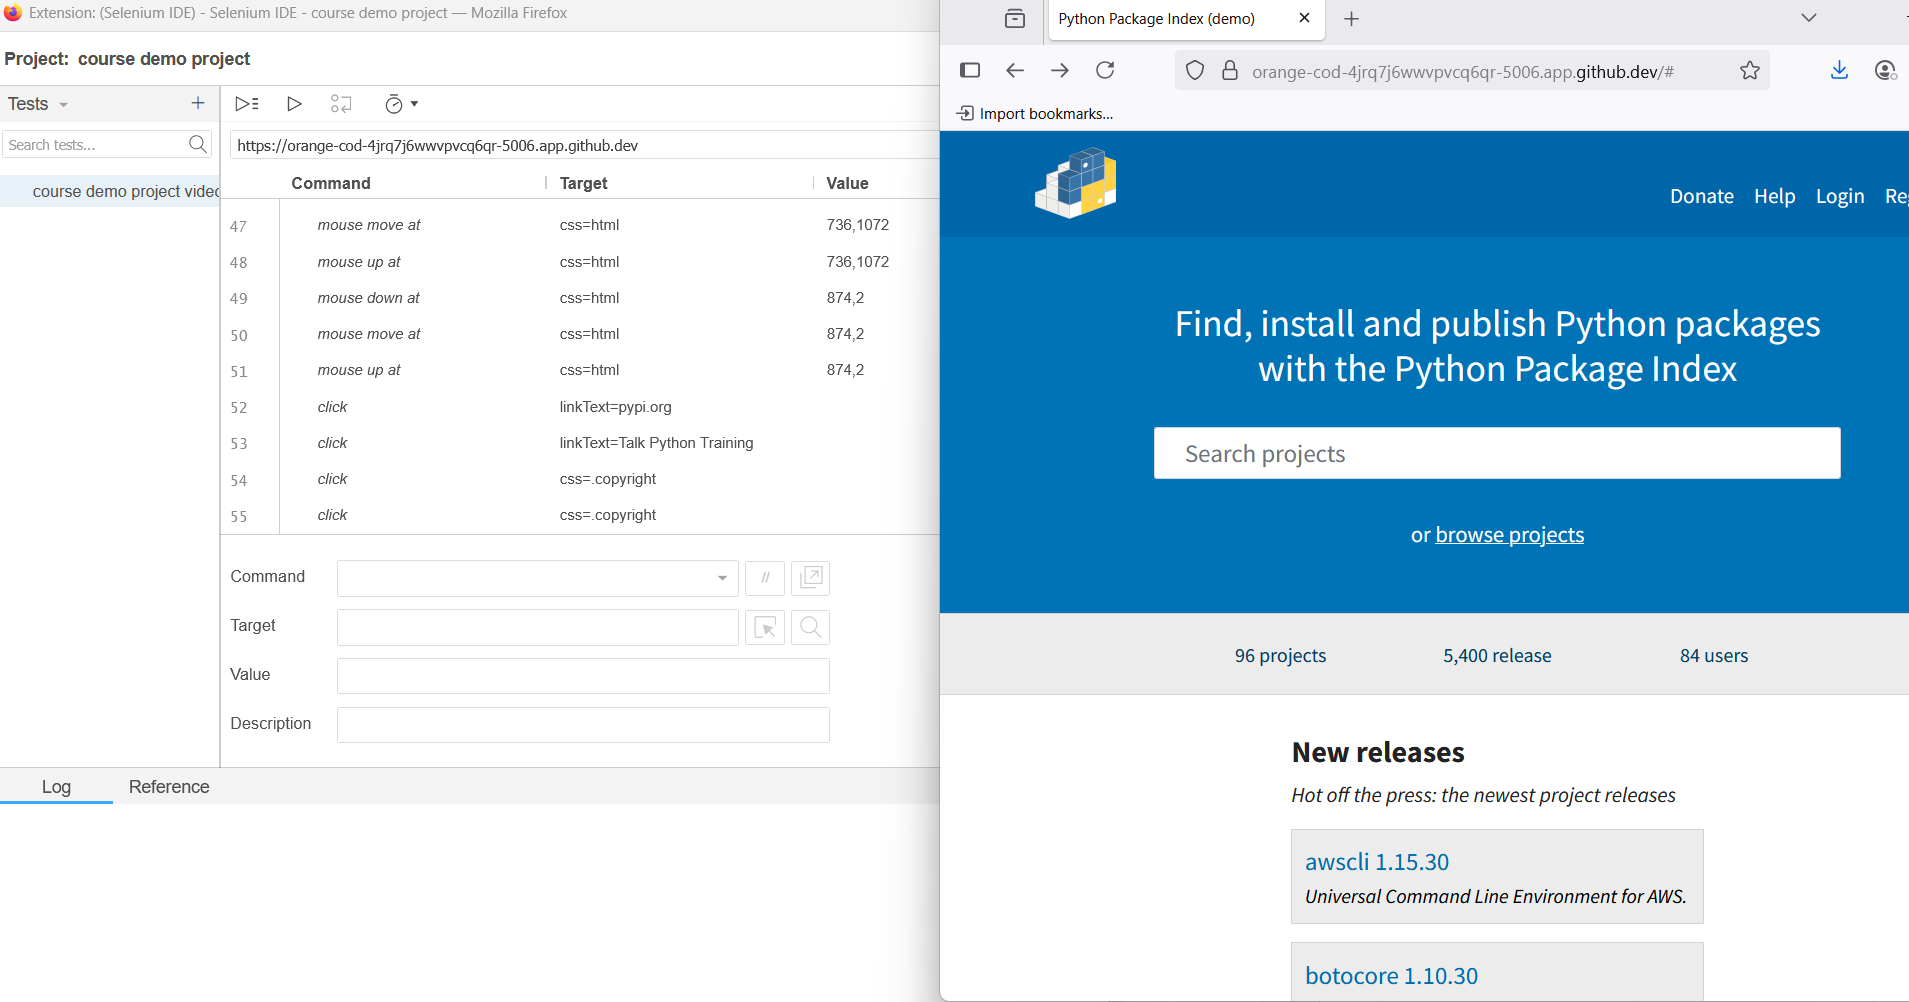 Extension: (Selenium IDE) - Selenium IDE - course demo project — Mozilla Firefox
Project: course demo project
Tests
Search tests...
course demo project video
https://orange-cod-4jrq7j6wwvpvcq6qr-5006.app.github.dev
Command Target Value
47 mouse move at css=html 736,1072
48 mouse up at css=html 736,1072
49 mouse down at css=html 874,2
50 mouse move at css=html 874,2
51 mouse up at css=html 874,2
52 click linkText=pypi.org
53 click linkText=Talk Python Training
54 click css=.copyright
55 click css=.copyright
Command
//
Target
Value
Description
Log Reference
Python Package Index (demo)
orange-cod-4jrq7j6wwvpvcq6qr-5006.app.github.dev/#
Import bookmarks...
Donate Help Login
Find, install and publish Python packages
with the Python Package Index
Search projects
or browse projects
96 projects 5,400 release 84 users
New releases
Hot off the press: the newest project releases
awscli 1.15.30
Universal Command Line Environment for AWS.
botocore 1.10.30